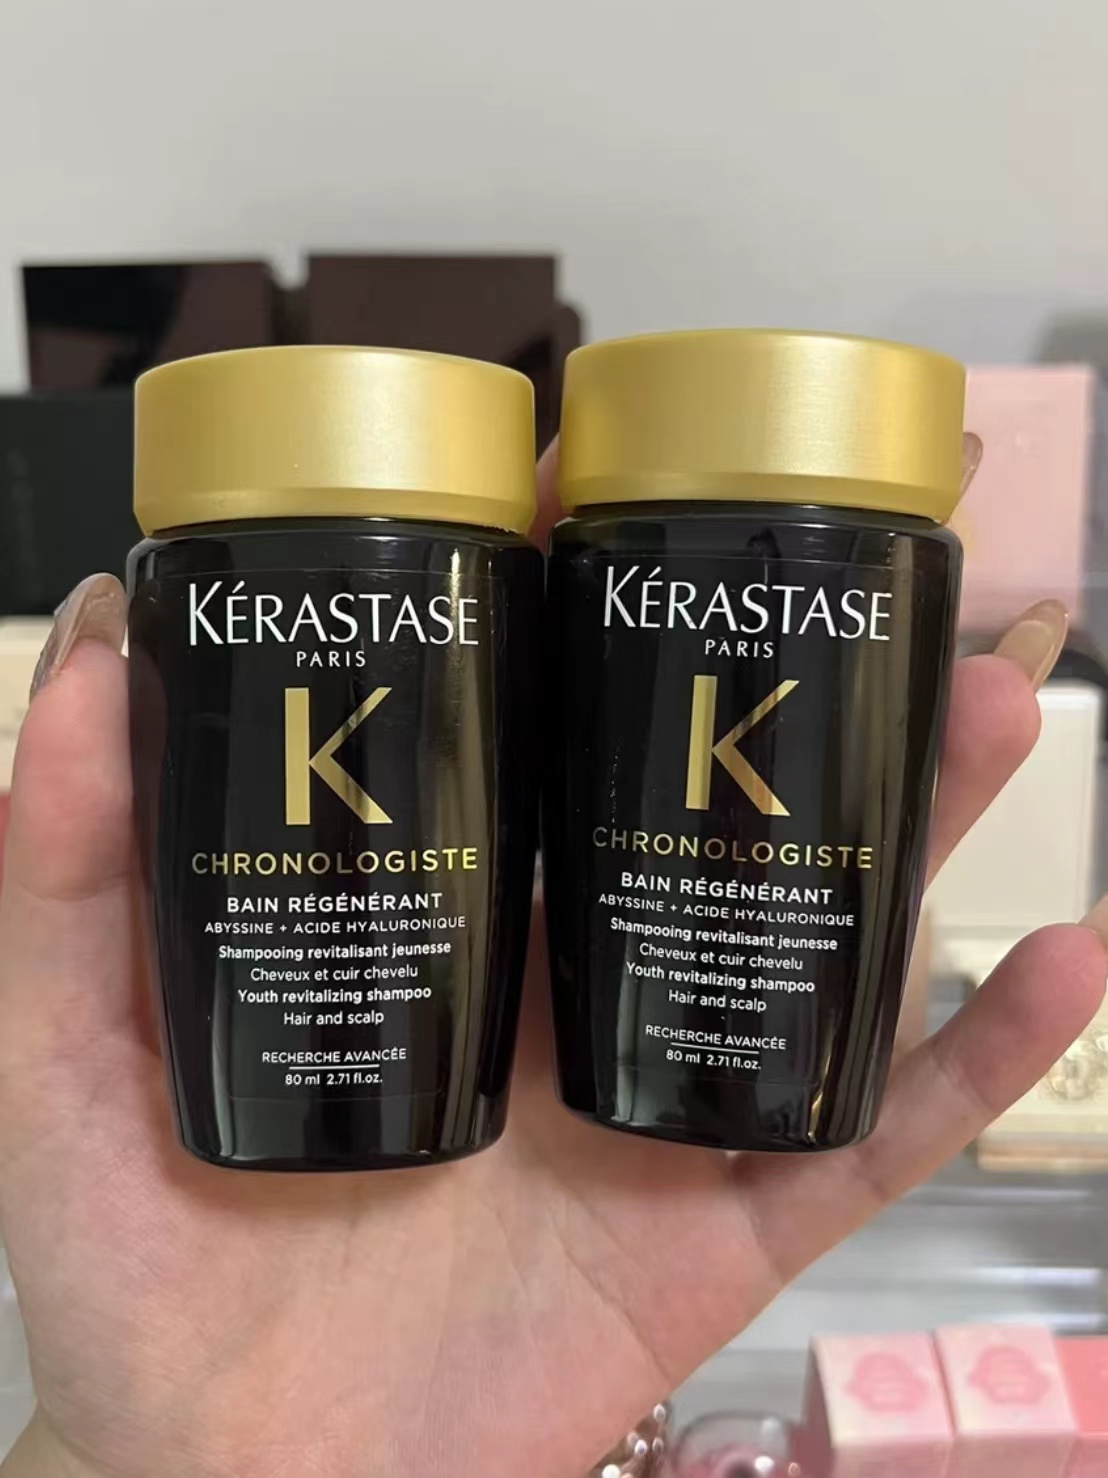 KÉRASTASE
PARIS
K
CHRONOLOGISTE
BAIN RÉGÉNÉRANT
ABYSSINE + ACIDE HYALURONIQUE
Shampooing revitalisant jeunesse
Cheveux et cuir chevelu
Youth revitalizing shampoo
Hair and scalp
RECHERCHE AVANCÉE
80 ml 2.71 fl.oz.
KÉRASTASE
PARIS
K
CHRONOLOGISTE
BAIN RÉGÉNÉRANT
ABYSSINE + ACIDE HYALURONIQUE
Shampooing revitalisant jeunesse
Cheveux et cuir chevelu
Youth revitalizing shampoo
Hair and scalp
RECHERCHE AVANCÉE
80 ml 2.71 fl.oz.